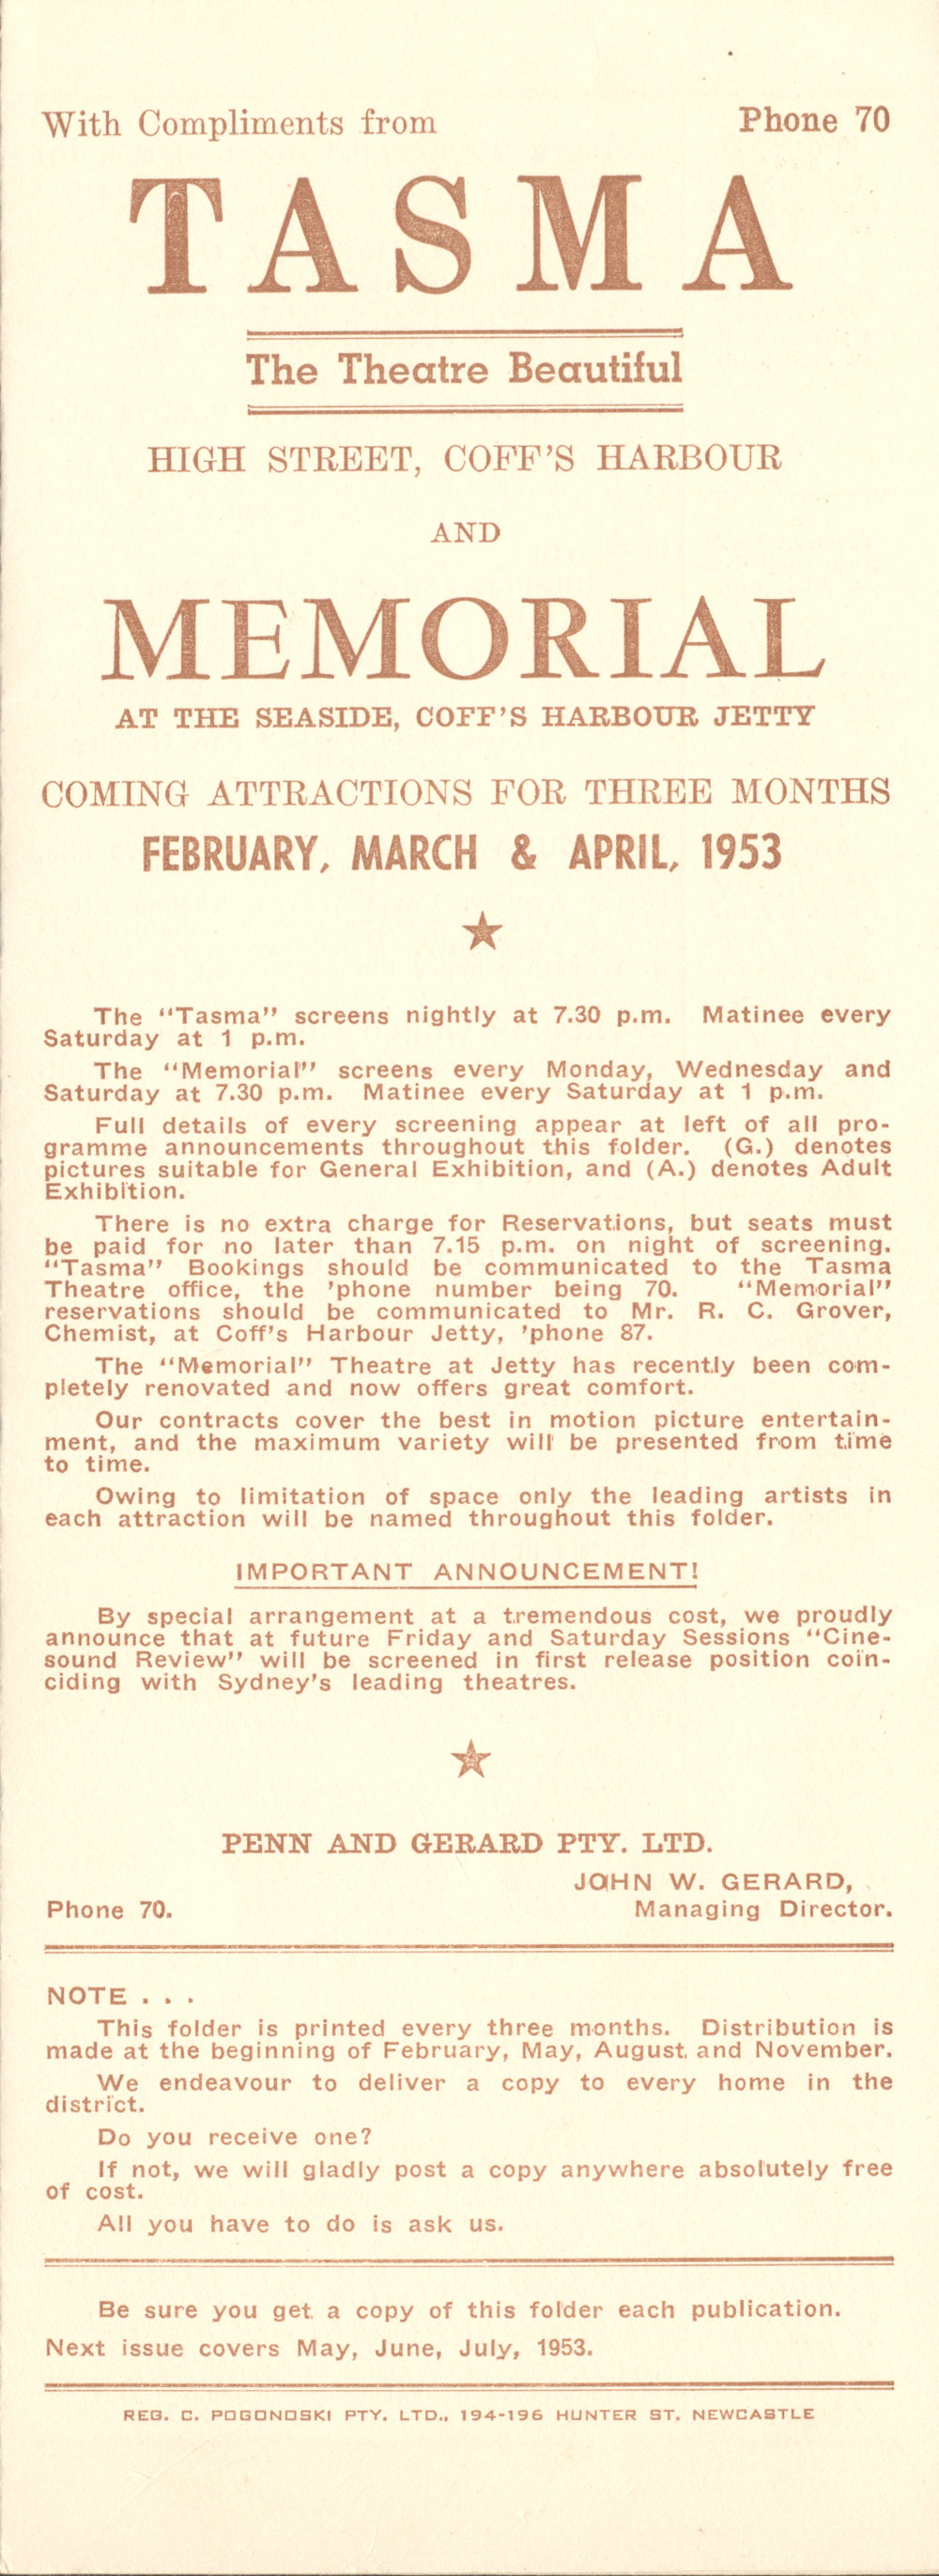 With Compliments from Phone 70
TASMA
The Theatre Beautiful
HIGH STREET, COFF'S HARBOUR
AND
MEMORIAL
AT THE SEASIDE, COFF'S HARBOUR JETTY
COMING ATTRACTIONS FOR THREE MONTHS
FEBRUARY, MARCH & APRIL, 1953
The "Tasma" screens nightly at 7.30 p.m. Matinee every
Saturday at 1 p.m.
The "Memorial" screens every Monday, Wednesday and
Saturday at 7.30 p.m. Matinee every Saturday at 1 p.m.
Full details of every screening appear at left of all pro-
gramme announcements throughout this folder. (G.) denotes
pictures suitable for General Exhibition, and (A.) denotes Adult
Exhibition.
There is no extra charge for Reservations, but seats must
be paid for no later than 7.15 p.m. on night of screening.
"Tasma" Bookings should be communicated to the Tasma
Theatre office, the 'phone number being 70. "Memorial"
reservations should be communicated to Mr. R. C. Grover,
Chemist, at Coff's Harbour Jetty, 'phone 87.
The "Memorial" Theatre at Jetty has recently been com-
pletely renovated and now offers great comfort.
Our contracts cover the best in motion picture entertain-
ment, and the maximum variety will be presented from time
to time.
Owing to limitation of space only the leading artists in
each attraction will be named throughout this folder.
IMPORTANT ANNOUNCEMENT!
By special arrangement at a tremendous cost, we proudly
announce that at future Friday and Saturday Sessions "Cine-
sound Review" will be screened in first release position coin-
ciding with Sydney's leading theatres.
PENN AND GERARD PTY. LTD.
JOHN W. GERARD,
Phone 70. Managing Director.
NOTE . . .
This folder is printed every three months. Distribution is
made at the beginning of February, May, August and November.
We endeavour to deliver a copy to every home in the
district.
Do you receive one?
If not, we will gladly post a copy anywhere absolutely free
of cost.
All you have to do is ask us.
Be sure you get a copy of this folder each publication.
Next issue covers May, June, July, 1953.
REG. C. POGONOSKI PTY. LTD., 194-196 HUNTER ST. NEWCASTLE